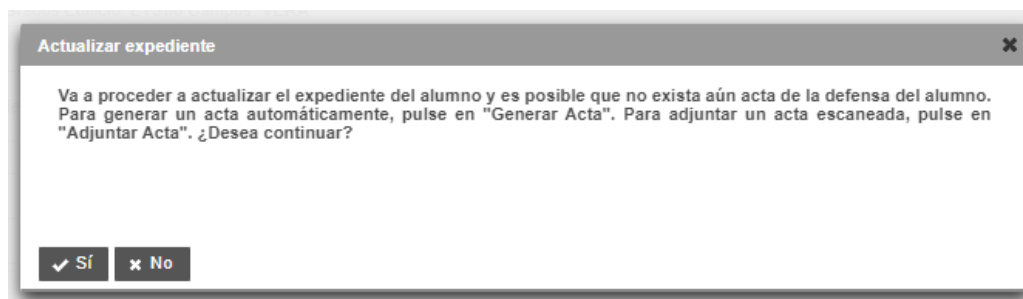 Actualizar expediente
Va a proceder a actualizar el expediente del alumno y es posible que no exista aún acta de la defensa del alumno.
Para generar un acta automáticamente, pulse en "Generar Acta". Para adjuntar un acta escaneada, pulse en
"Adjuntar Acta". ¿Desea continuar?
Sí No